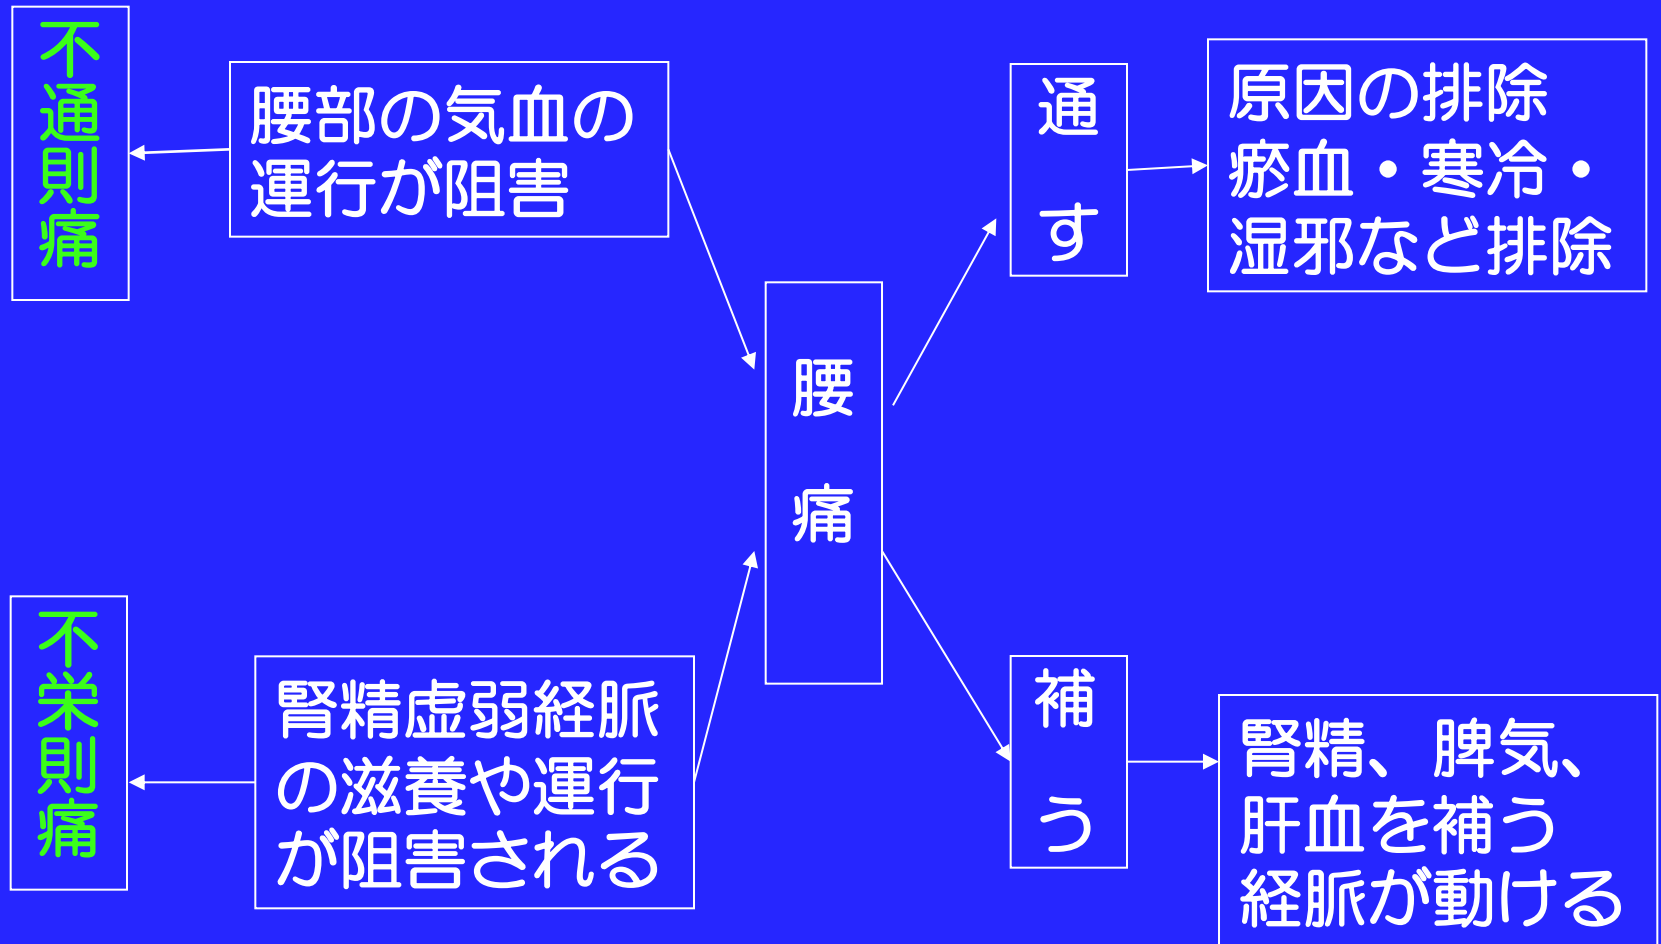 不通則痛
腰部の気血の
運行が阻害
腰痛
通す
原因の排除
瘀血・寒冷・
湿邪など排除
不栄則痛
腎精虚弱経脈
の滋養や運行
が阻害される
補う
腎精、脾気、
肝血を補う
経脈が動ける